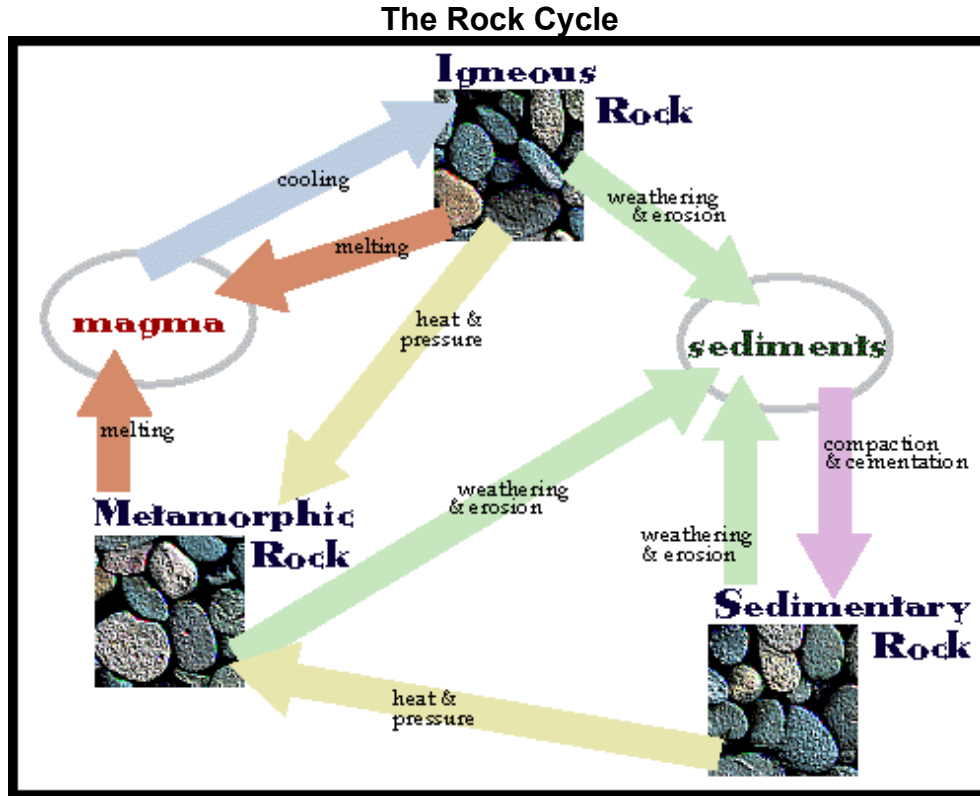 The Rock Cycle
Igneous
Rock
cooling
weathering
& erosion
melting
magma
heat &
pressure
sediments
melting
compaction
& cementation
weathering
& erosion
Metamorphic
Rock
weathering
& erosion
Sedimentary
Rock
heat &
pressure